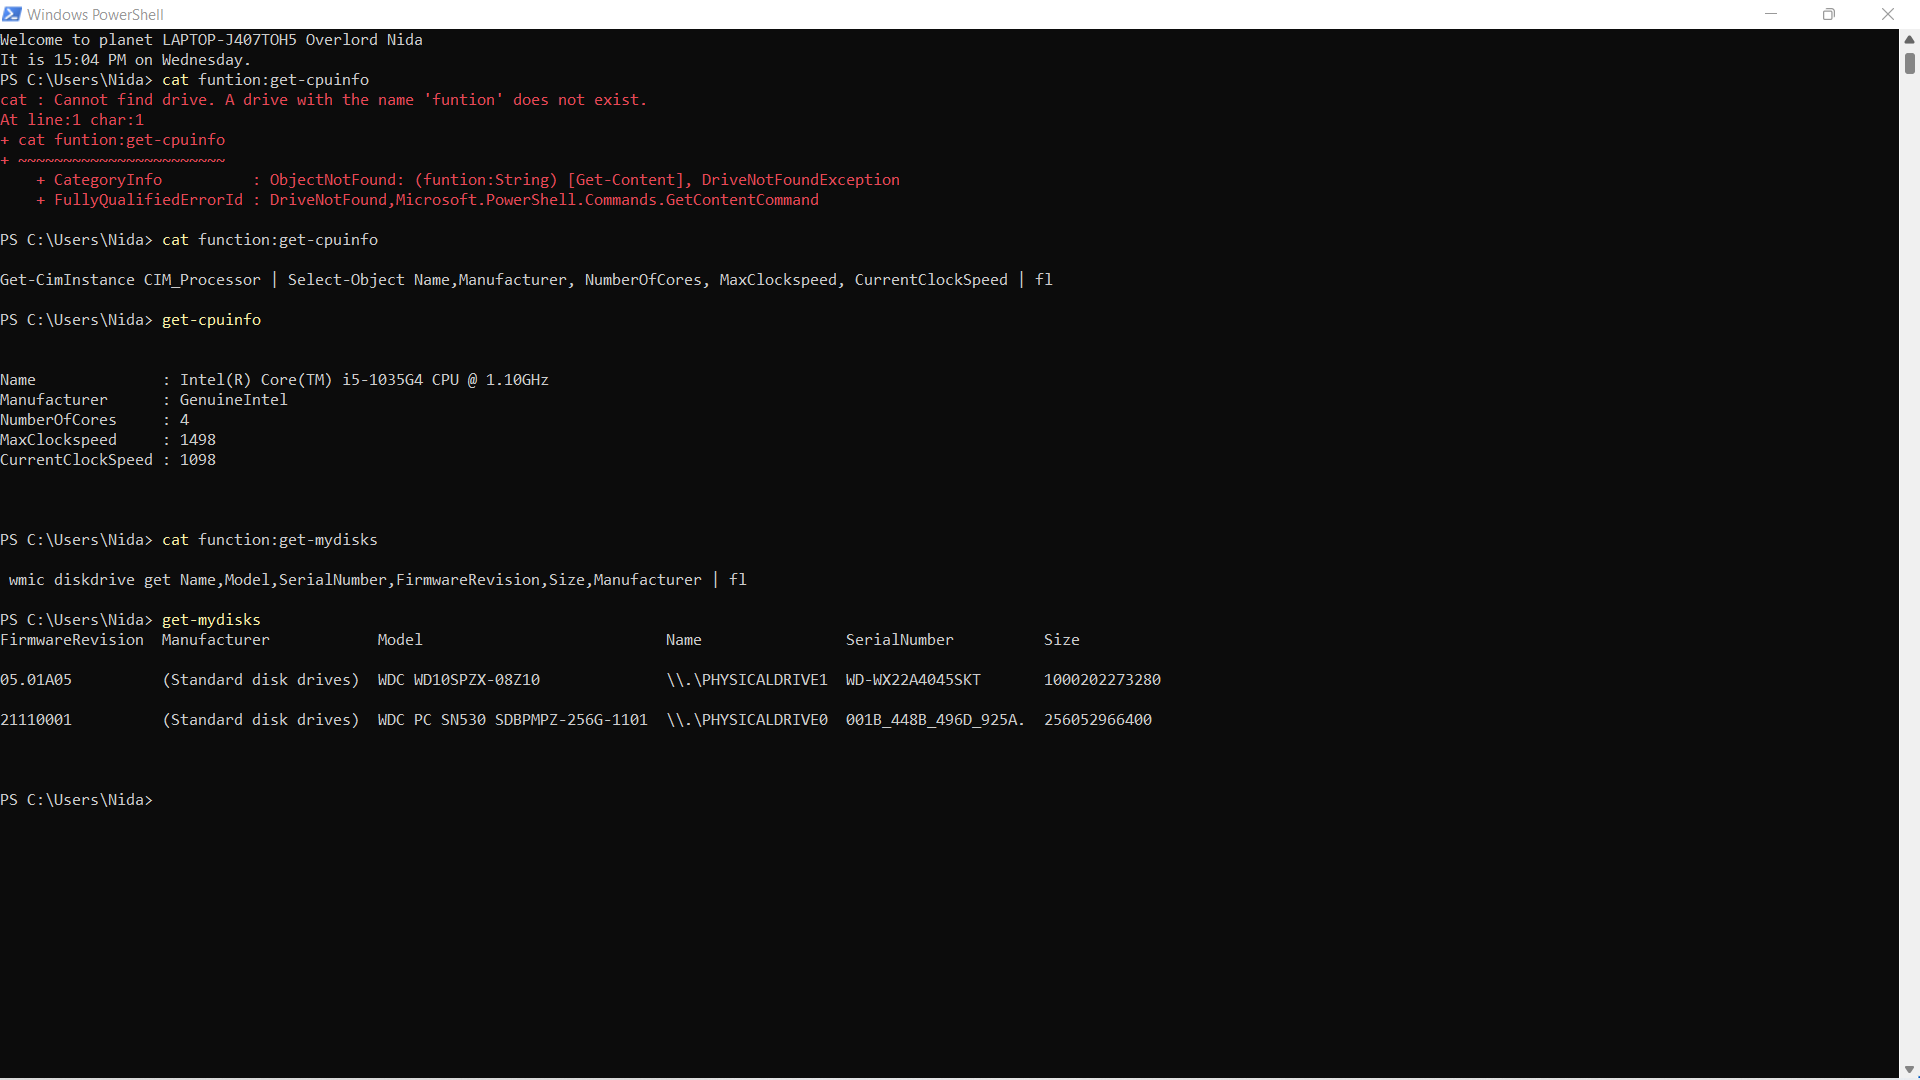 Windows PowerShell
Welcome to planet LAPTOP-J407TOH5 Overlord Nida
It is 15:04 PM on Wednesday.
PS C:\Users\Nida> cat funtion:get-cpuinfo
cat : Cannot find drive. A drive with the name 'funtion' does not exist.
At line:1 char:1
+ cat funtion:get-cpuinfo
+ ~~~~~~~~~~~~~~~~~~~~~~~
    + CategoryInfo          : ObjectNotFound: (funtion:String) [Get-Content], DriveNotFoundException
    + FullyQualifiedErrorId : DriveNotFound,Microsoft.PowerShell.Commands.GetContentCommand
PS C:\Users\Nida> cat function:get-cpuinfo
Get-CimInstance CIM_Processor | Select-Object Name,Manufacturer, NumberOfCores, MaxClockspeed, CurrentClockSpeed | fl
PS C:\Users\Nida> get-cpuinfo
Name              : Intel(R) Core(TM) i5-1035G4 CPU @ 1.10GHz
Manufacturer      : GenuineIntel
NumberOfCores     : 4
MaxClockspeed     : 1498
CurrentClockSpeed : 1098
PS C:\Users\Nida> cat function:get-mydisks
 wmic diskdrive get Name,Model,SerialNumber,FirmwareRevision,Size,Manufacturer | fl
PS C:\Users\Nida> get-mydisks
FirmwareRevision  Manufacturer            Model                           Name                SerialNumber          Size
05.01A05          (Standard disk drives)  WDC WD10SPZX-08Z10              \\.\PHYSICALDRIVE1  WD-WX22A4045SKT       1000202273280
21110001          (Standard disk drives)  WDC PC SN530 SDBPMPZ-256G-1101  \\.\PHYSICALDRIVE0  001B_448B_496D_925A.  256052966400
PS C:\Users\Nida>